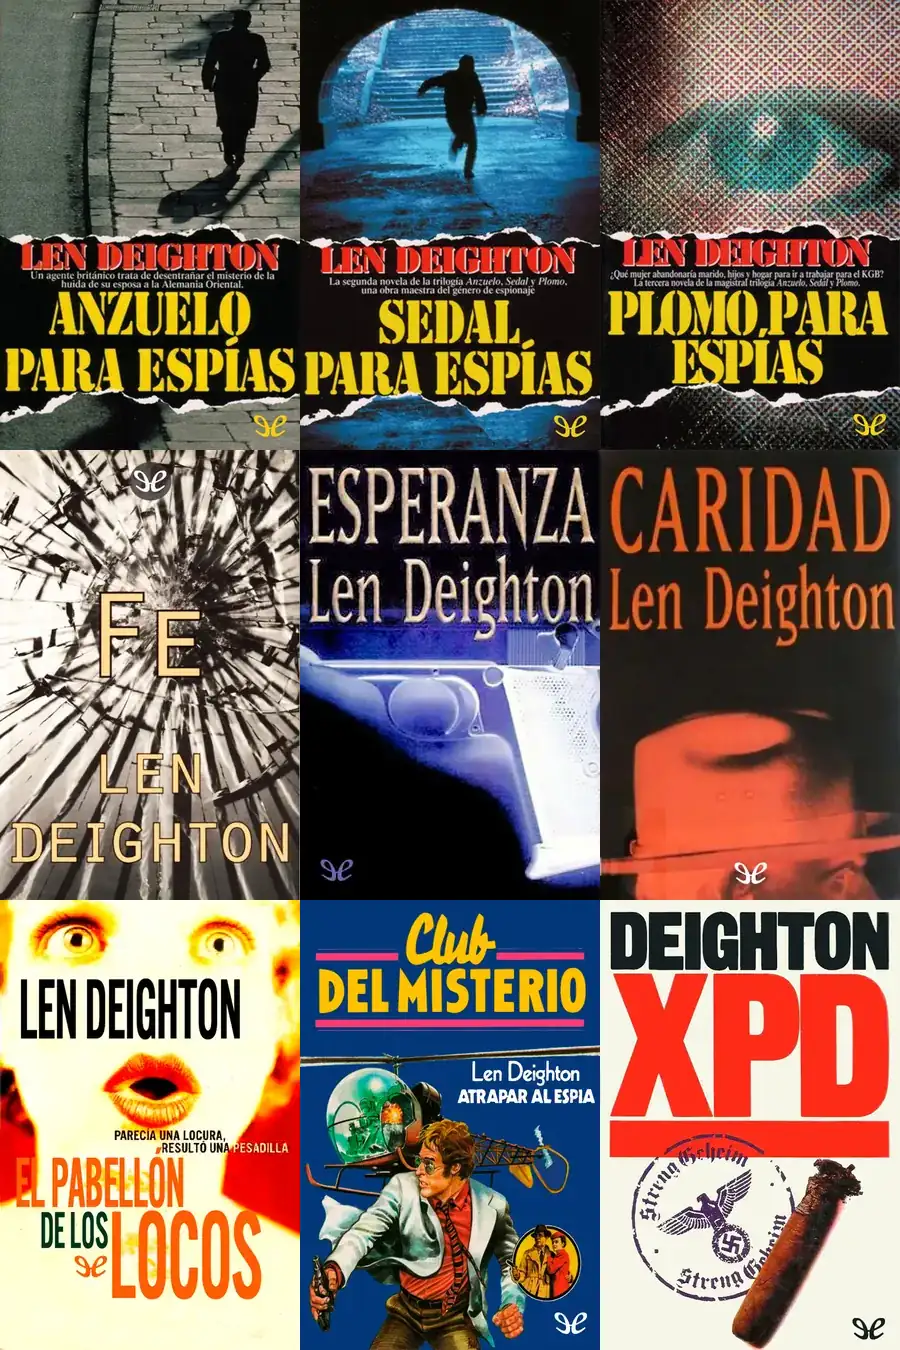 LEN DEIGHTON
Un agente británico trata de desentrañar el misterio de la
huida de su esposa a la Alemania Oriental.
ANZUELO
PARA ESPÍAS
LEN DEIGHTON
La segunda novela de la trilogía Anzuelo, Sedal y Plomo,
una obra maestra del género de espionaje
SEDAL
PARA ESPÍAS
LEN DEIGHTON
¿Qué mujer abandonaría marido, hijos y hogar para ir a trabajar para el KGB?
La tercera novela de la magistral trilogía Anzuelo, Sedal y Plomo.
PLOMO PARA
ESPÍAS
FE
LEN
DEIGHTON
ESPERANZA
Len Deighton
CARIDAD
Len Deighton
LEN DEIGHTON
PARECÍA UNA LOCURA,
RESULTÓ UNA PESADILLA
EL PABELLÓN
DE LOS
LOCOS
Club
DEL MISTERIO
Len Deighton
ATRAPAR AL ESPIA
DEIGHTON
XPD
Streng Geheim
Streng Geheim